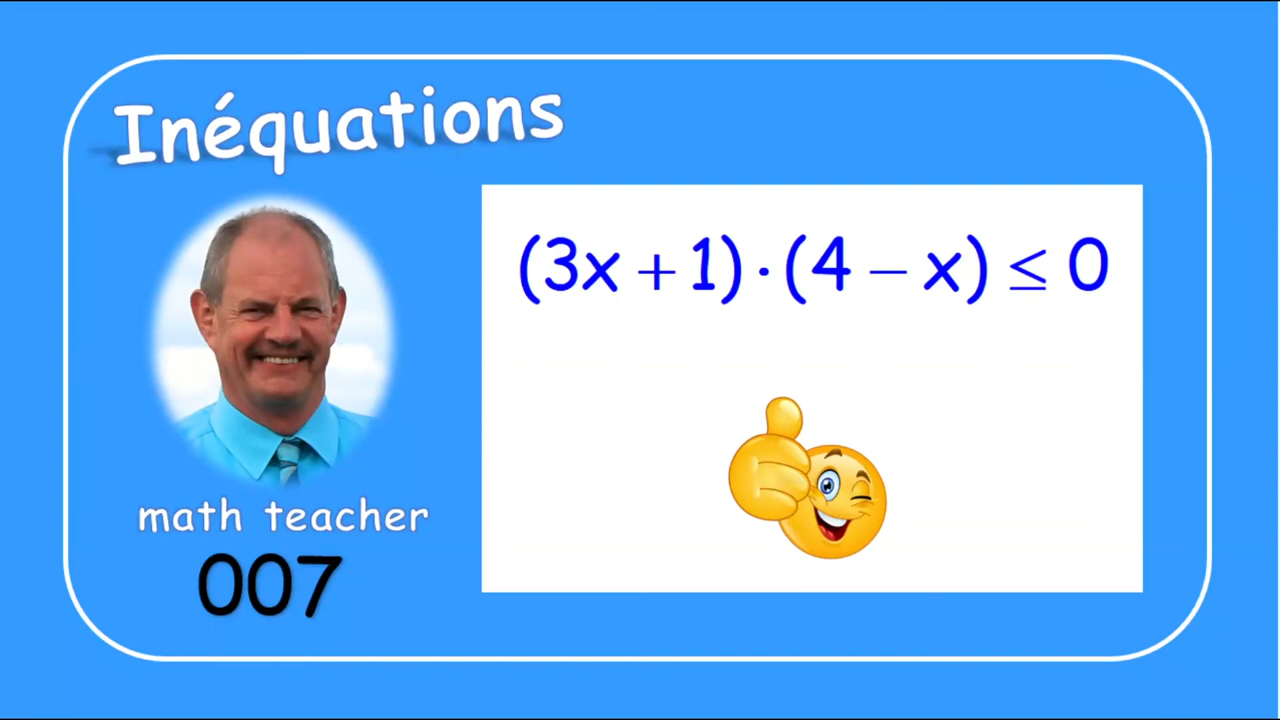 Inéquations
(3x + 1) · (4 − x) ≤ 0
math teacher
007